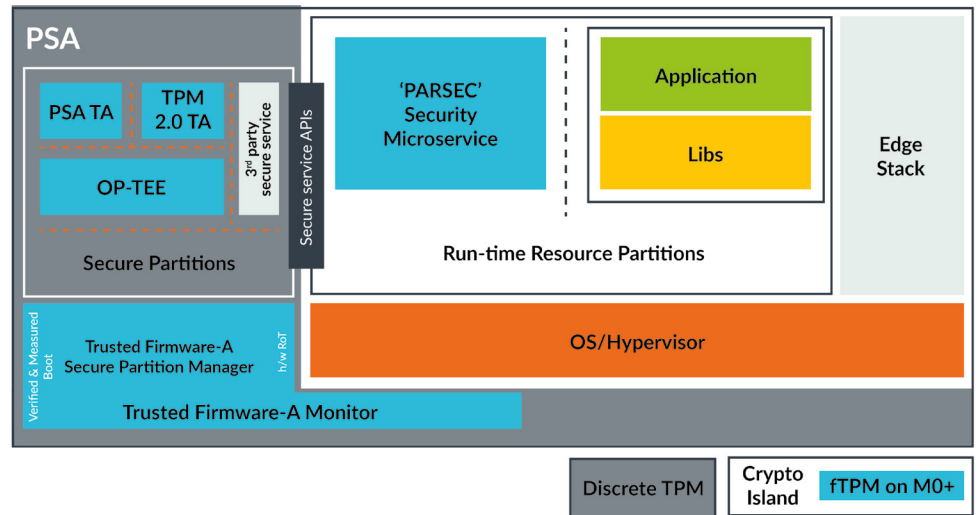 PSA
PSA TA
TPM
2.0 TA
3rd party
secure service
OP-TEE
Secure Partitions
Secure service APIs
‘PARSEC’
Security
Microservice
Application
Libs
Run-time Resource Partitions
Edge
Stack
Verified & Measured
Boot
Trusted Firmware-A
Secure Partition Manager
h/w RoT
OS/Hypervisor
Trusted Firmware-A Monitor
Discrete TPM
Crypto
Island
fTPM on M0+